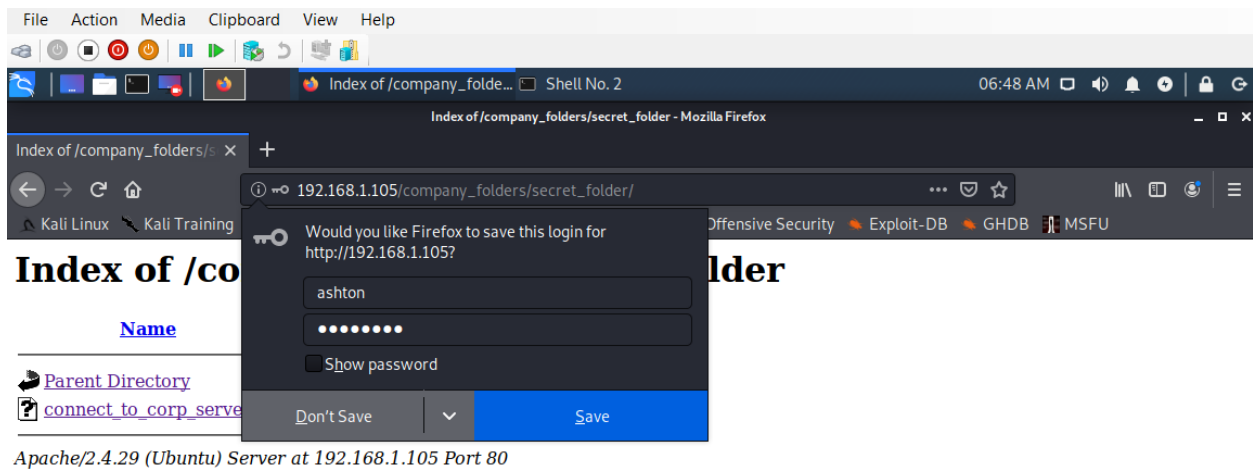 File Action Media Clipboard View Help
Index of /company_folde... Shell No. 2 06:48 AM
Index of /company_folders/secret_folder - Mozilla Firefox
Index of /company_folders/s
192.168.1.105/company_folders/secret_folder/
Kali Linux Kali Training Offensive Security Exploit-DB GHDB MSFU
Would you like Firefox to save this login for
http://192.168.1.105?
Index of /co lder
ashton
Name
Show password
Parent Directory
connect_to_corp_serve
Don't Save Save
Apache/2.4.29 (Ubuntu) Server at 192.168.1.105 Port 80